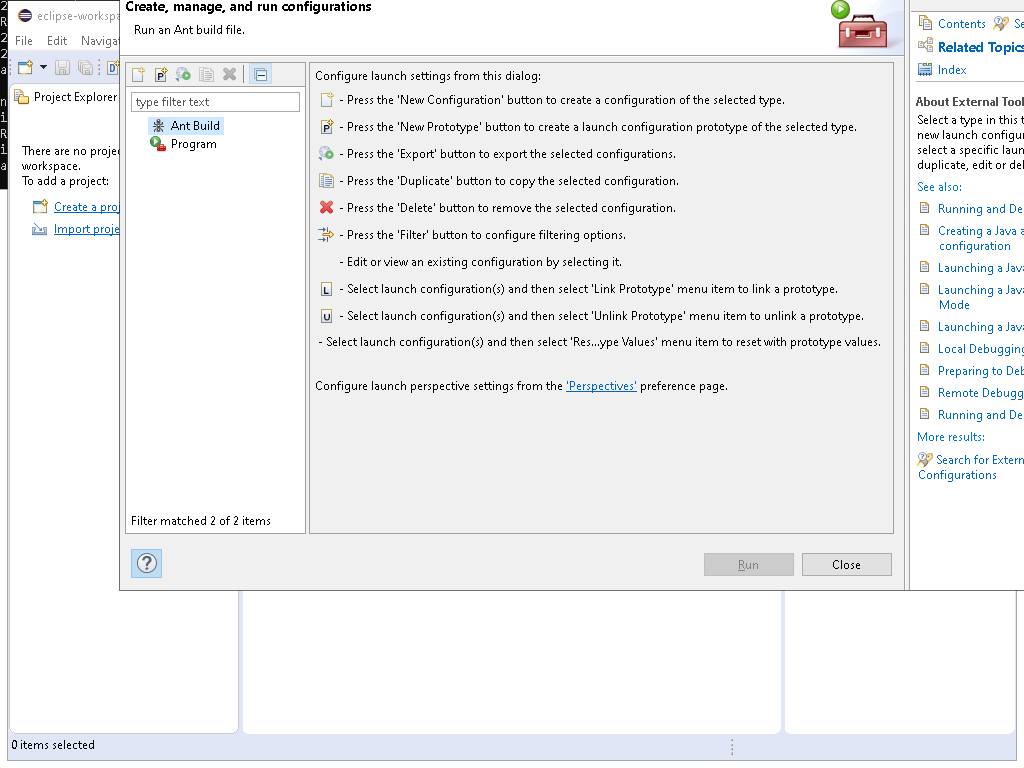 eclipse-workspa
File Edit Naviga
Project Explorer
There are no proje
workspace.
To add a project:
Create a proj
Import proje
0 items selected
Create, manage, and run configurations
Run an Ant build file.
type filter text
Ant Build
Program
Filter matched 2 of 2 items
Configure launch settings from this dialog:
- Press the 'New Configuration' button to create a configuration of the selected type.
- Press the 'New Prototype' button to create a launch configuration prototype of the selected type.
- Press the 'Export' button to export the selected configurations.
- Press the 'Duplicate' button to copy the selected configuration.
- Press the 'Delete' button to remove the selected configuration.
- Press the 'Filter' button to configure filtering options.
- Edit or view an existing configuration by selecting it.
L - Select launch configuration(s) and then select 'Link Prototype' menu item to link a prototype.
U - Select launch configuration(s) and then select 'Unlink Prototype' menu item to unlink a prototype.
- Select launch configuration(s) and then select 'Res...ype Values' menu item to reset with prototype values.
Configure launch perspective settings from the 'Perspectives' preference page.
Run
Close
Contents Se
Related Topics
Index
About External Tool
Select a type in this t
new launch configur
select a specific laun
duplicate, edit or del
See also:
Running and De
Creating a Java a
configuration
Launching a Jav
Launching a Java
Mode
Launching a Java
Local Debugging
Preparing to Deb
Remote Debugg
Running and De
More results:
Search for Extern
Configurations